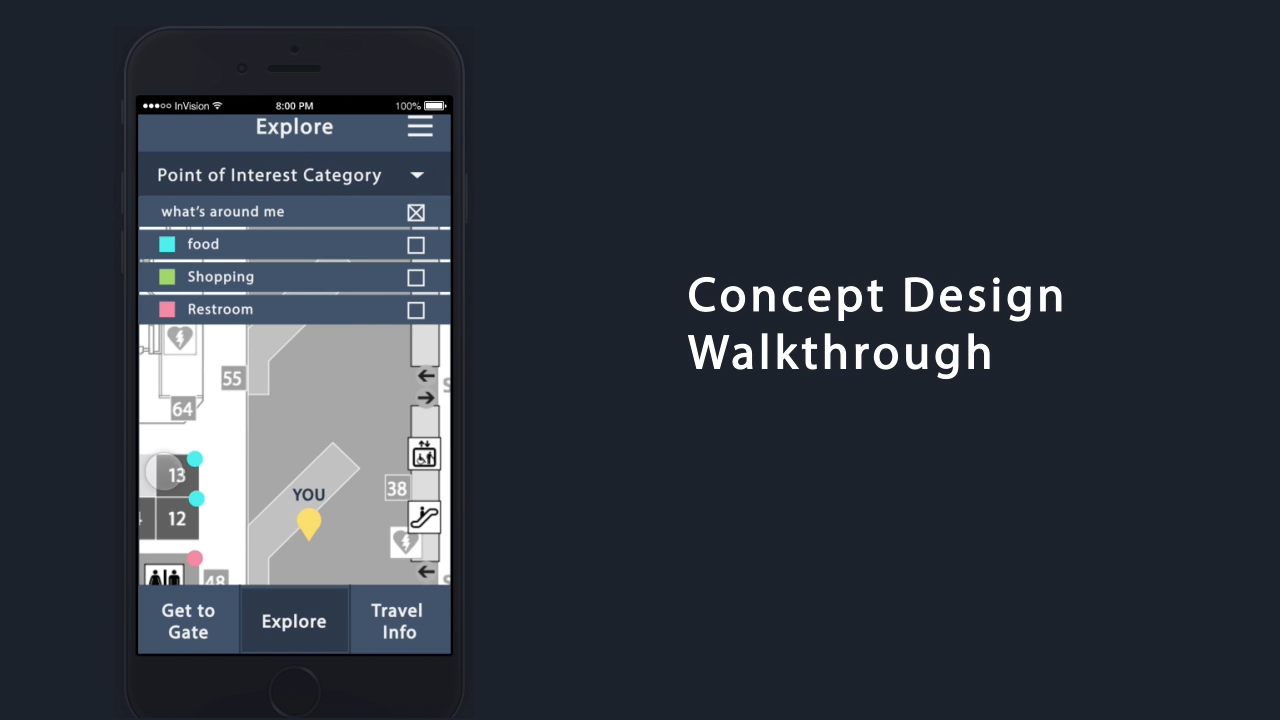 InVision 8:00 PM 100%
Explore
Point of Interest Category
what's around me
food
Shopping
Restroom
55
64
13
38
YOU
12
48
Get to
Gate
Explore
Travel
Info
Concept Design
Walkthrough